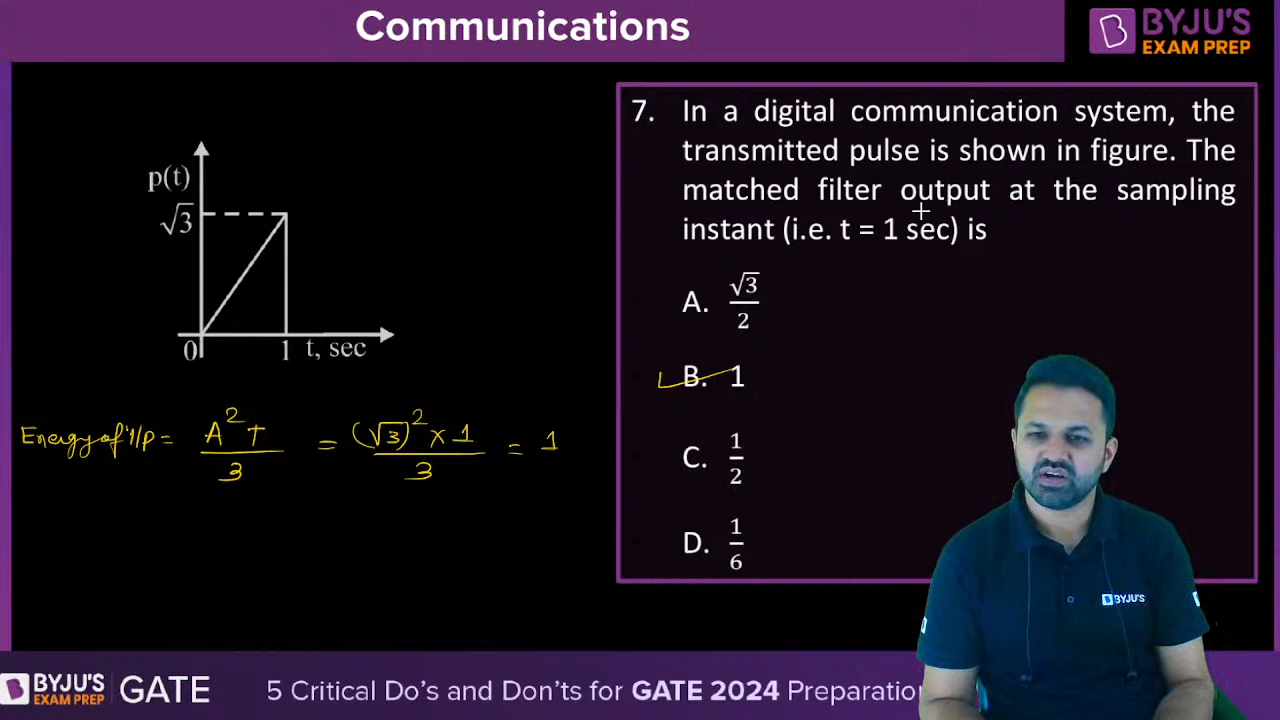 Communications
BYJU'S
EXAM PREP
p(t)
√3
0 1 t, sec
Energy of i/p = A²T/3 = (√3)² x 1/3 = 1
7. In a digital communication system, the
transmitted pulse is shown in figure. The
matched filter output at the sampling
instant (i.e. t = 1 sec) is
A. √3/2
B. 1
C. 1/2
D. 1/6
BYJU'S
BYJU'S
EXAM PREP
GATE
5 Critical Do's and Don'ts for GATE 2024 Preparation